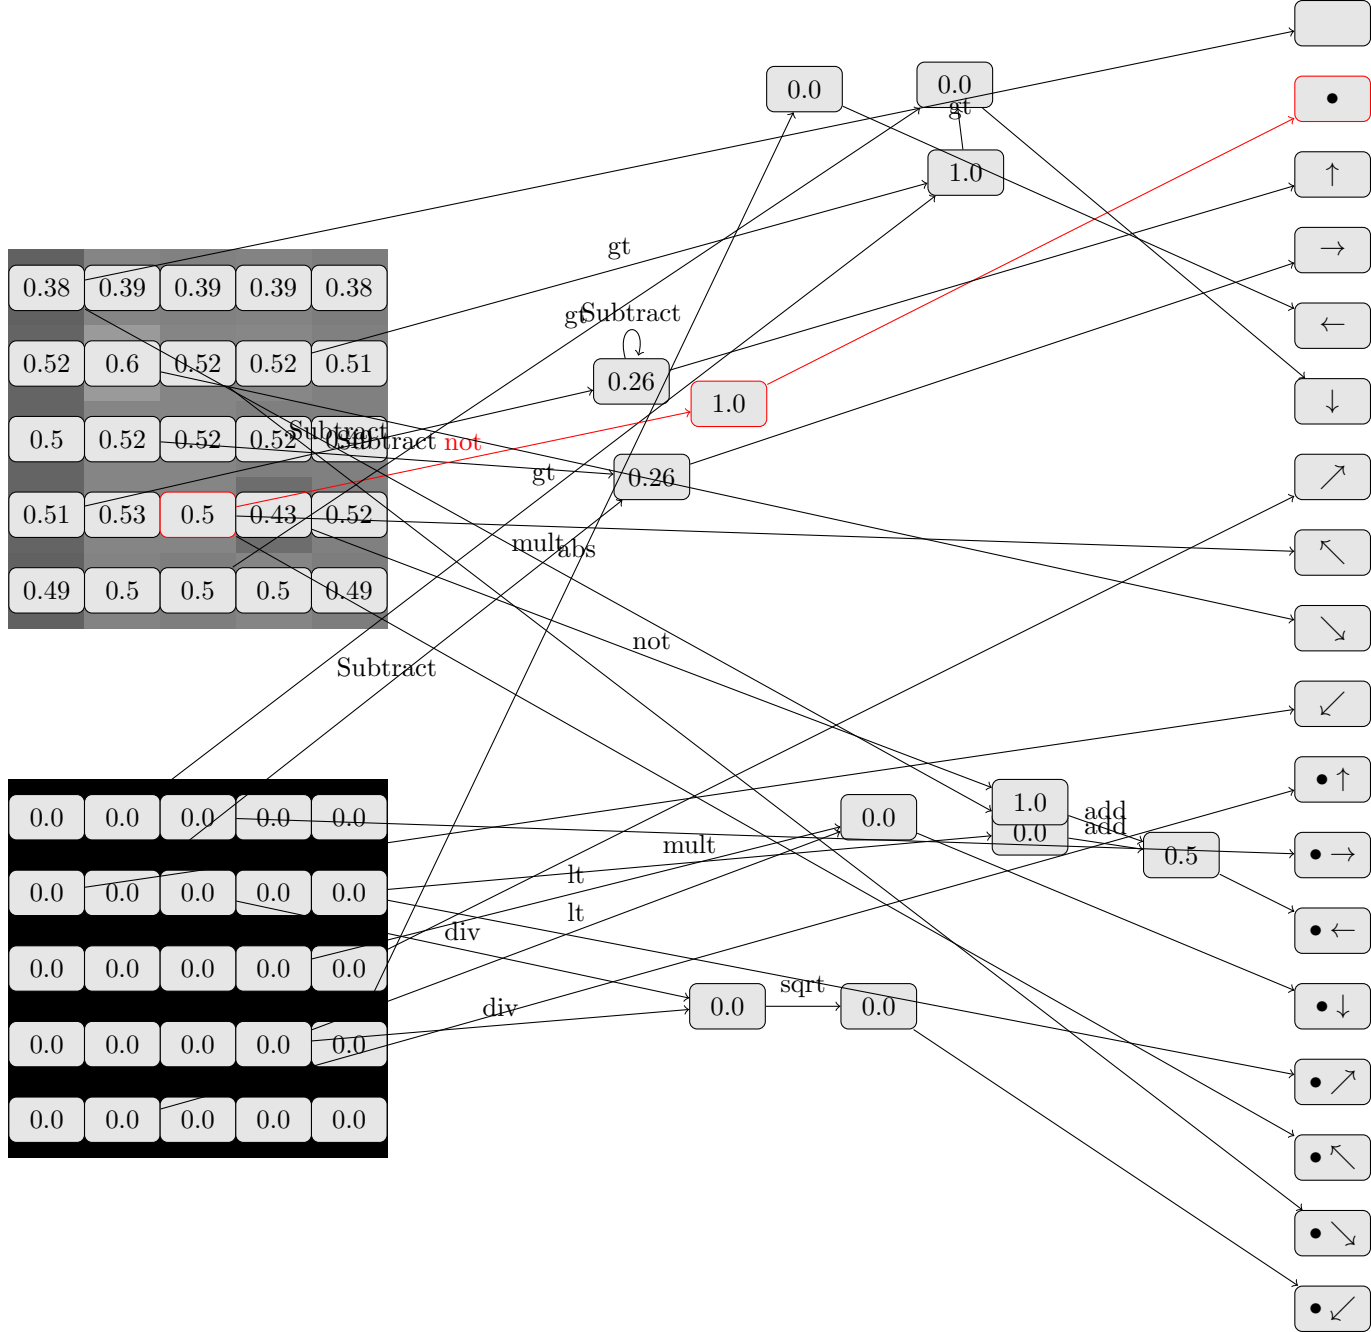 0.0 0.0 ●
gt
1.0 ↑
gt →
0.38 0.39 0.39 0.39 0.38
gt Subtract ←
0.52 0.6 0.52 0.52 0.51
0.26
1.0 ↓
0.5 0.52 0.52 0.52
Subtract Subtract not
gt 0.26 ↗
0.51 0.53 0.5 0.43 0.52
mult abs ↖
0.49 0.5 0.5 0.5 0.49
not ↘
Subtract
↙
● ↑
0.0 0.0 0.0 0.0 0.0 0.0 1.0 add
0.0 add
mult 0.5 ● →
lt
0.0 0.0 0.0 0.0 0.0
lt
div ● ←
0.0 0.0 0.0 0.0 0.0
sqrt
div 0.0 0.0 ● ↓
0.0 0.0 0.0 0.0 0.0
● ↗
0.0 0.0 0.0 0.0 0.0
● ↖
● ↘
● ↙